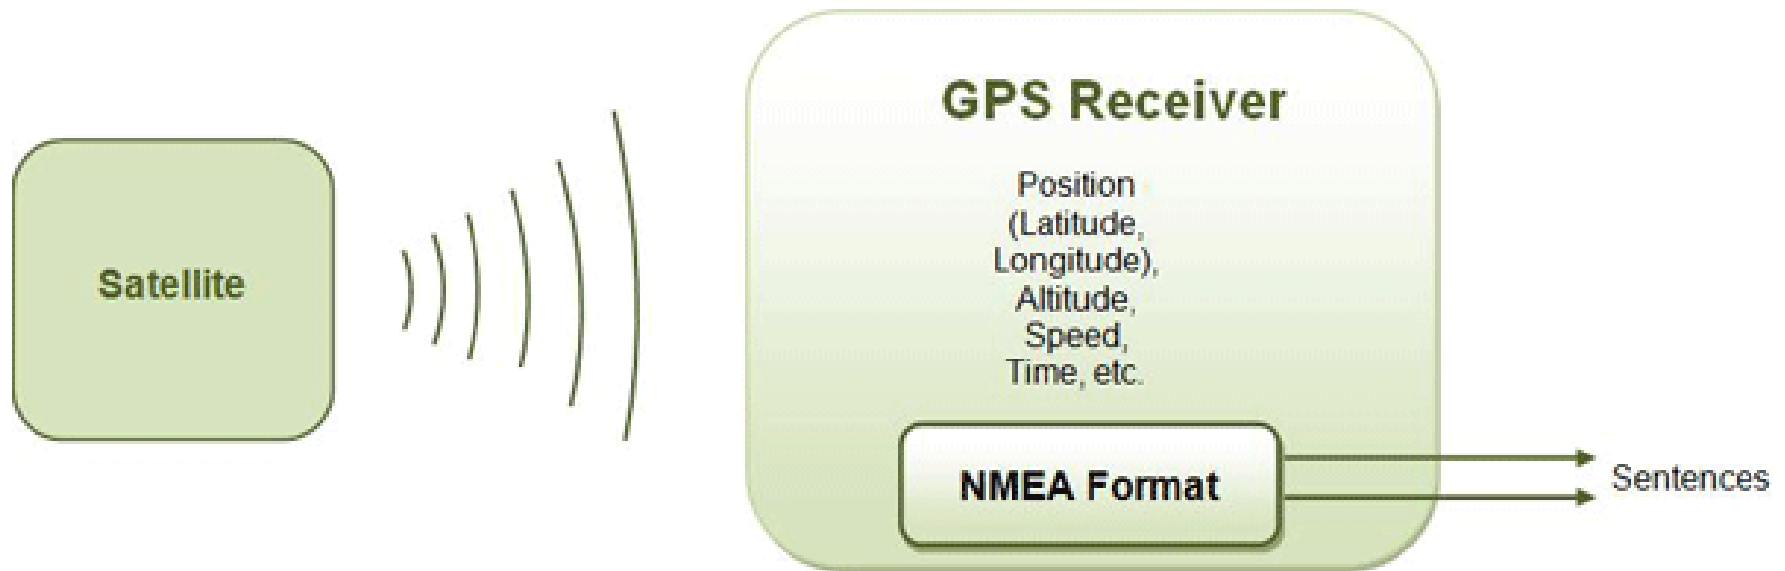 Satellite
GPS Receiver
Position
(Latitude,
Longitude),
Altitude,
Speed,
Time, etc.
NMEA Format
Sentences